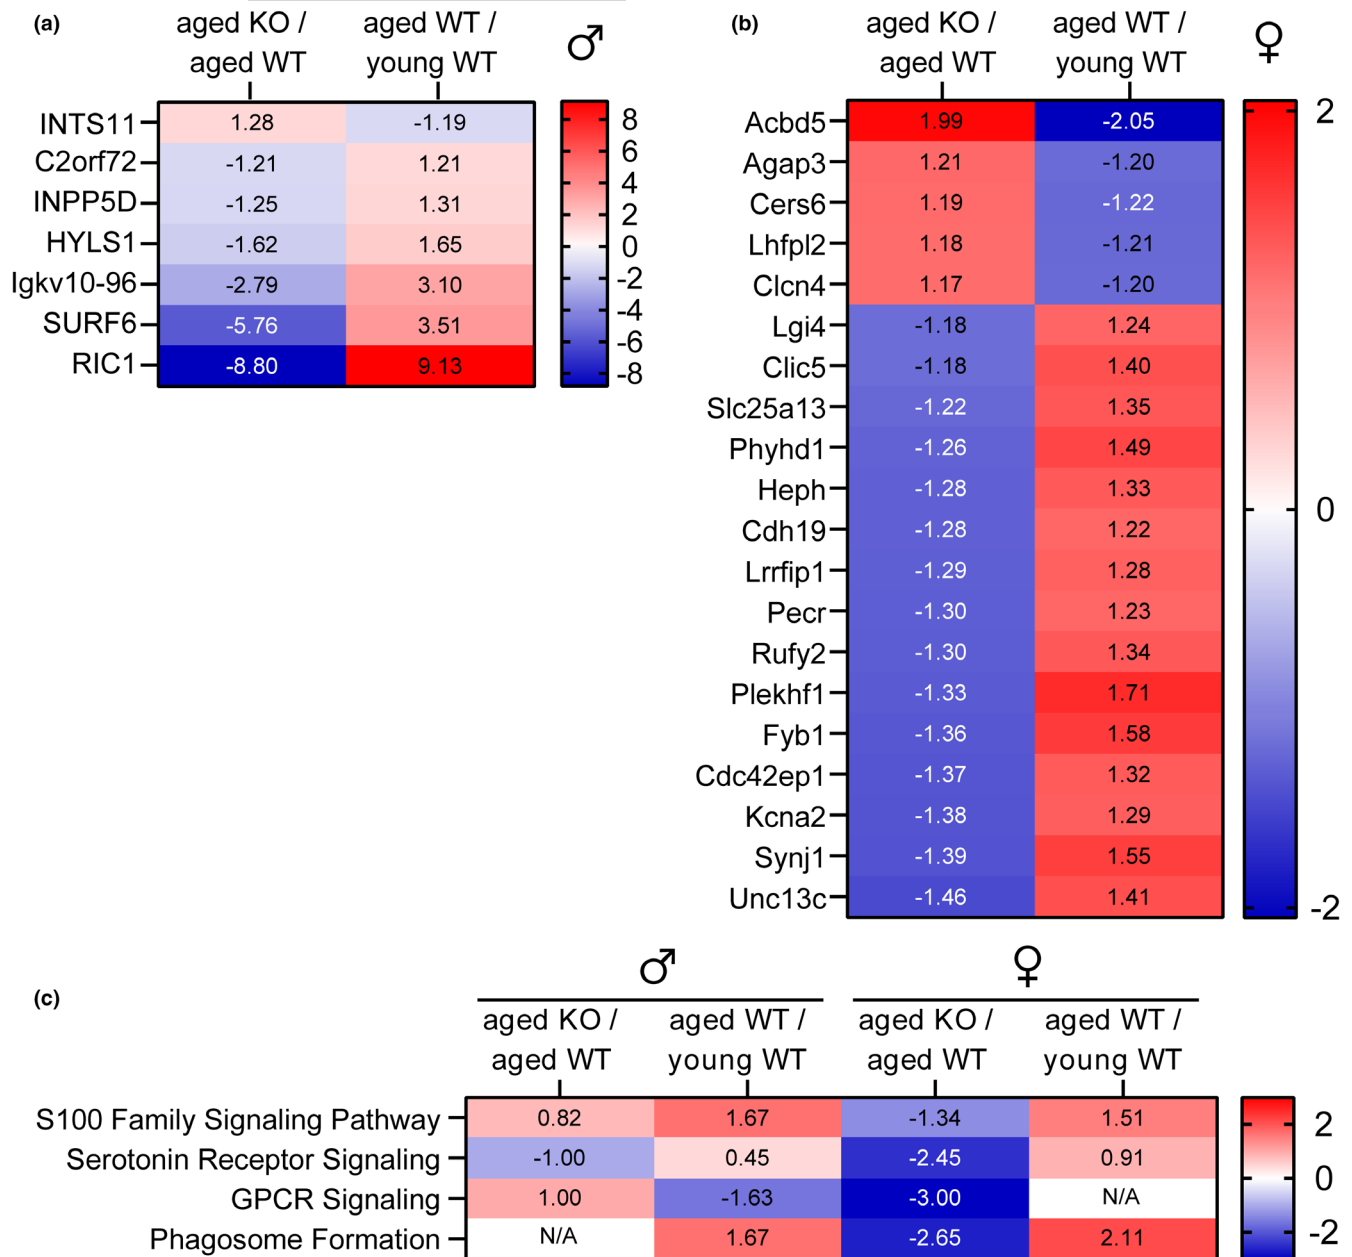 (a)
aged KO / aged WT /
aged WT young WT
♂
INTS11 1.28 -1.19
C2orf72 -1.21 1.21
INPP5D -1.25 1.31
HYLS1 -1.62 1.65
Igkv10-96 -2.79 3.10
SURF6 -5.76 3.51
RIC1 -8.80 9.13
8
6
4
2
0
-2
-4
-6
-8
(b)
aged KO / aged WT /
aged WT young WT
♀
Acbd5 1.99 -2.05
Agap3 1.21 -1.20
Cers6 1.19 -1.22
Lhfpl2 1.18 -1.21
Clcn4 1.17 -1.20
Lgi4 -1.18 1.24
Clic5 -1.18 1.40
Slc25a13 -1.22 1.35
Phyhd1 -1.26 1.49
Heph -1.28 1.33
Cdh19 -1.28 1.22
Lrrfip1 -1.29 1.28
Pecr -1.30 1.23
Rufy2 -1.30 1.34
Plekhf1 -1.33 1.71
Fyb1 -1.36 1.58
Cdc42ep1 -1.37 1.32
Kcna2 -1.38 1.29
Synj1 -1.39 1.55
Unc13c -1.46 1.41
2
0
-2
(c)
♂ ♀
aged KO / aged WT / aged KO / aged WT /
aged WT young WT aged WT young WT
S100 Family Signaling Pathway 0.82 1.67 -1.34 1.51
Serotonin Receptor Signaling -1.00 0.45 -2.45 0.91
GPCR Signaling 1.00 -1.63 -3.00 N/A
Phagosome Formation N/A 1.67 -2.65 2.11
2
0
-2